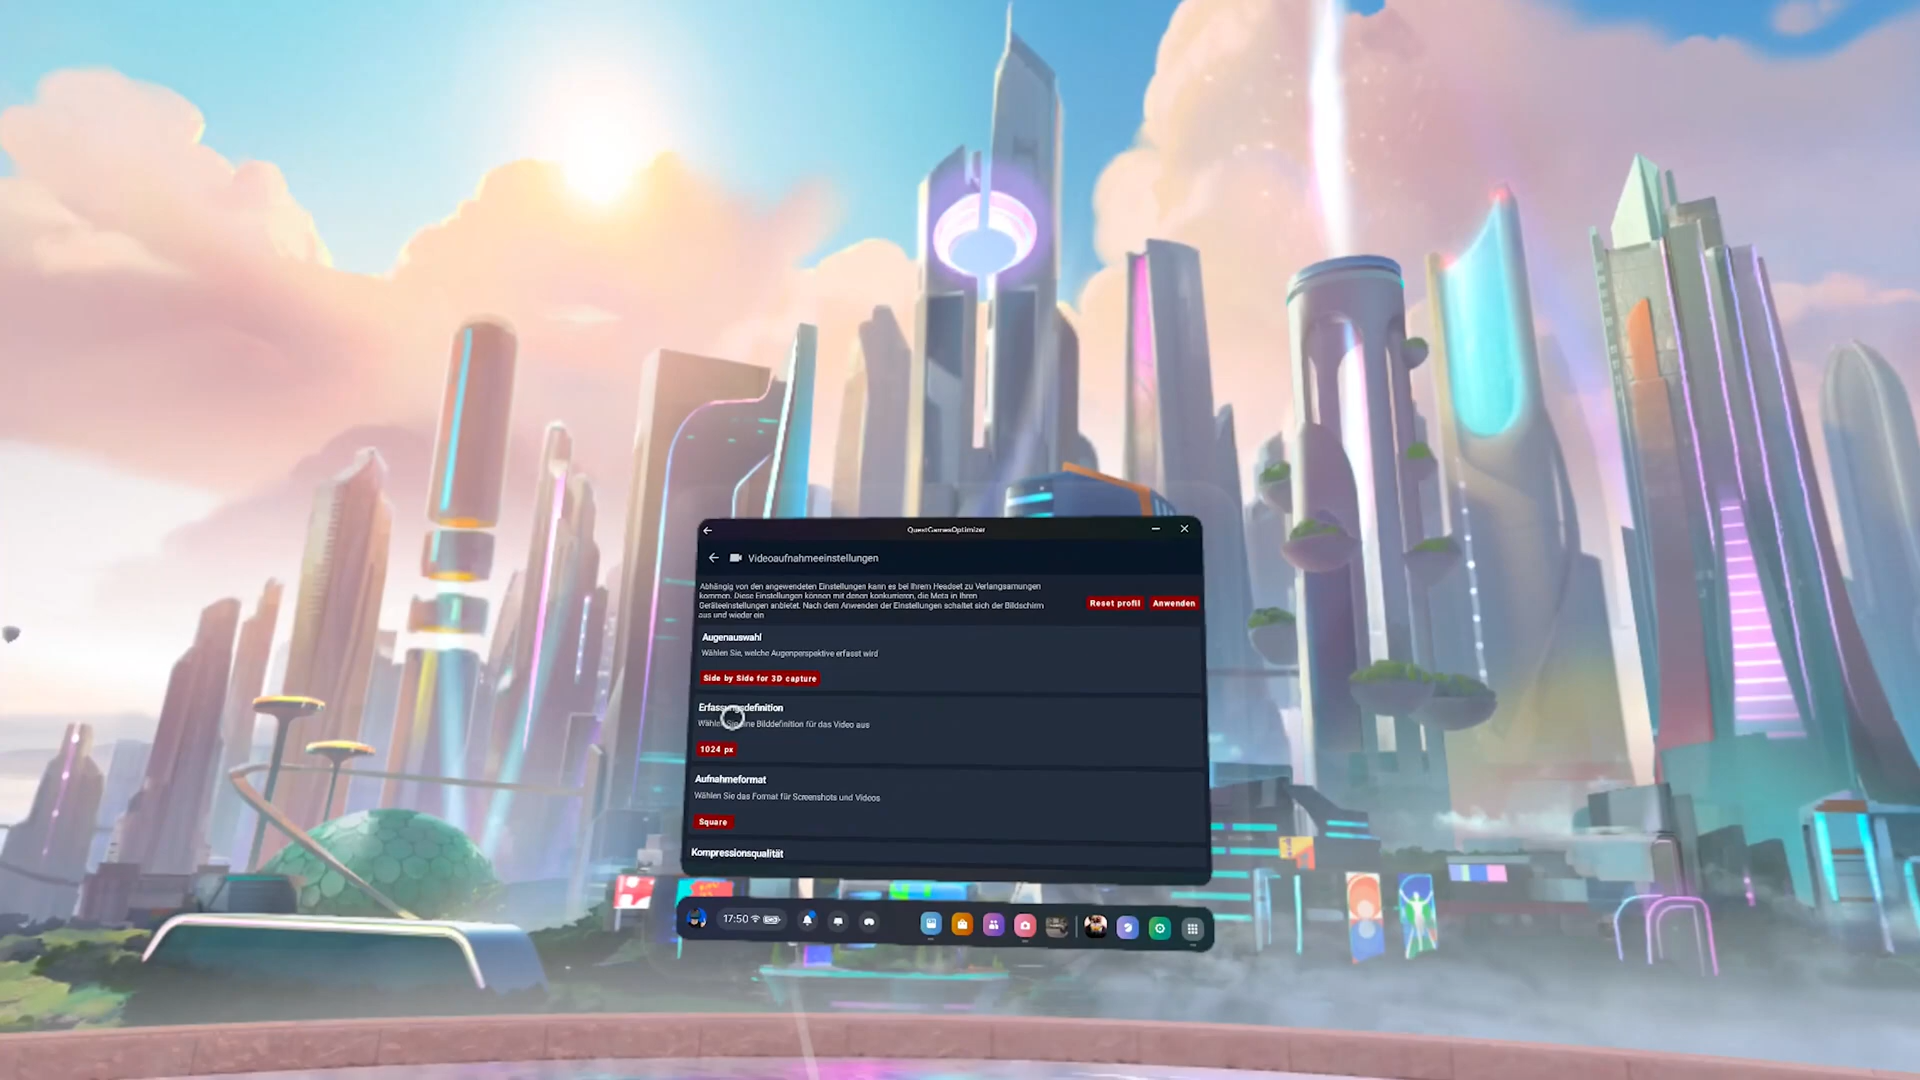 QuestGamesOptimizer
Videoaufnahmeeinstellungen
Abhängig von den angewendeten Einstellungen kann es bei Ihrem Headset zu Verlangsamungen
kommen. Diese Einstellungen können mit denen konkurrieren, die Meta in Ihren
Geräteeinstellungen anbietet. Nach dem Anwenden der Einstellungen schaltet sich der Bildschirm
aus und wieder ein
Reset profil
Anwenden
Augenauswahl
Wählen Sie, welche Augenperspektive erfasst wird
Side by Side for 3D capture
Erfassungsdefinition
Wählen Sie eine Bilddefinition für das Video aus
1024 px
Aufnahmeformat
Wählen Sie das Format für Screenshots und Videos
Square
Kompressionsqualität
17:50